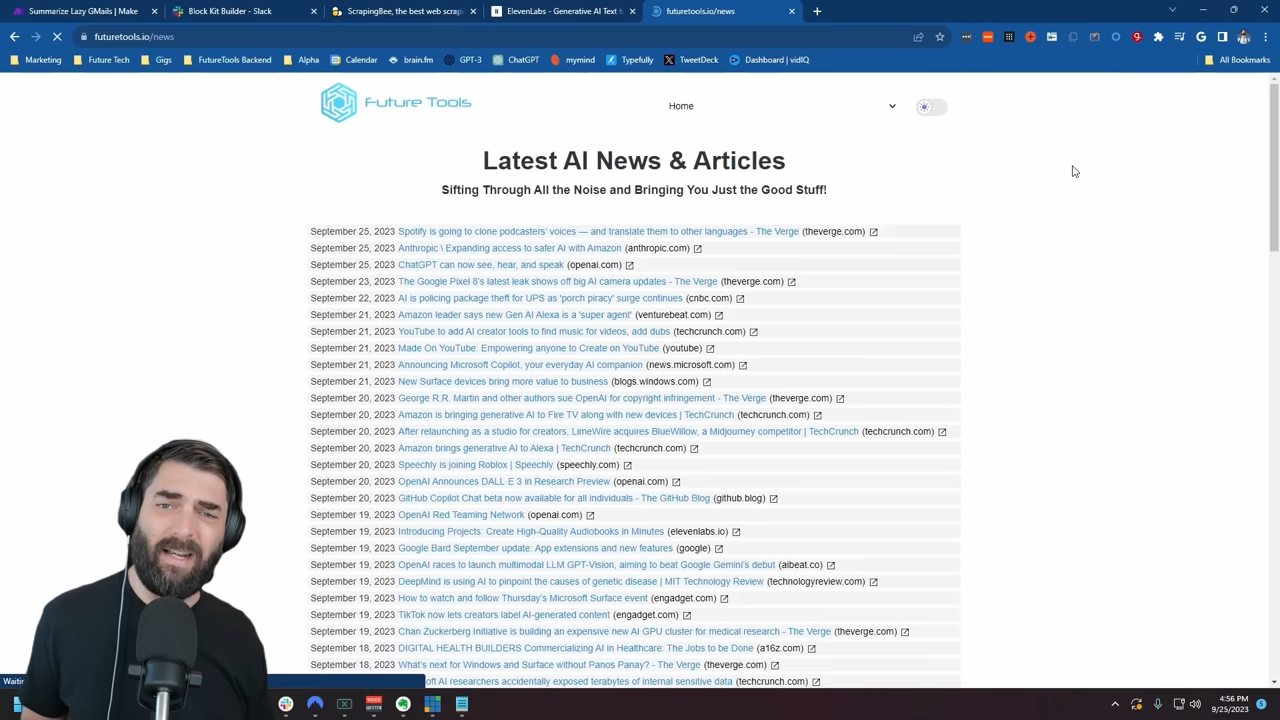 Summarize Lazy GMails | Make
Block Kit Builder - Slack
ScrapingBee, the best web scrap
ElevenLabs - Generative AI Text t
futuretools.io/news
futuretools.io/news
Marketing
Future Tech
Gigs
FutureTools Backend
Alpha
Calendar
brain.fm
GPT-3
ChatGPT
mymind
Typefully
TweetDeck
Dashboard | vidIQ
All Bookmarks
Future Tools
Home
Latest AI News & Articles
Sifting Through All the Noise and Bringing You Just the Good Stuff!
September 25, 2023 Spotify is going to clone podcasters' voices — and translate them to other languages - The Verge (theverge.com)
September 25, 2023 Anthropic \ Expanding access to safer AI with Amazon (anthropic.com)
September 25, 2023 ChatGPT can now see, hear, and speak (openai.com)
September 23, 2023 The Google Pixel 8's latest leak shows off big AI camera updates - The Verge (theverge.com)
September 22, 2023 AI is policing package theft for UPS as 'porch piracy' surge continues (cnbc.com)
September 21, 2023 Amazon leader says new Gen AI Alexa is a 'super agent' (venturebeat.com)
September 21, 2023 YouTube to add AI creator tools to find music for videos, add dubs (techcrunch.com)
September 21, 2023 Made On YouTube: Empowering anyone to Create on YouTube (youtube)
September 21, 2023 Announcing Microsoft Copilot, your everyday AI companion (news.microsoft.com)
September 21, 2023 New Surface devices bring more value to business (blogs.windows.com)
September 20, 2023 George R.R. Martin and other authors sue OpenAI for copyright infringement - The Verge (theverge.com)
September 20, 2023 Amazon is bringing generative AI to Fire TV along with new devices | TechCrunch (techcrunch.com)
September 20, 2023 After relaunching as a studio for creators, LimeWire acquires BlueWillow, a Midjourney competitor | TechCrunch (techcrunch.com)
September 20, 2023 Amazon brings generative AI to Alexa | TechCrunch (techcrunch.com)
September 20, 2023 Speechly is joining Roblox | Speechly (speechly.com)
September 20, 2023 OpenAI Announces DALL·E 3 in Research Preview (openai.com)
September 20, 2023 GitHub Copilot Chat beta now available for all individuals - The GitHub Blog (github.blog)
September 19, 2023 OpenAI Red Teaming Network (openai.com)
September 19, 2023 Introducing Projects: Create High-Quality Audiobooks in Minutes (elevenlabs.io)
September 19, 2023 Google Bard September update: App extensions and new features (google)
September 19, 2023 OpenAI races to launch multimodal LLM GPT-Vision, aiming to beat Google Gemini's debut (aibeat.co)
September 19, 2023 DeepMind is using AI to pinpoint the causes of genetic disease | MIT Technology Review (technologyreview.com)
September 19, 2023 How to watch and follow Thursday's Microsoft Surface event (engadget.com)
September 19, 2023 TikTok now lets creators label AI-generated content (engadget.com)
September 19, 2023 Chan Zuckerberg Initiative is building an expensive new AI GPU cluster for medical research - The Verge (theverge.com)
September 18, 2023 DIGITAL HEALTH BUILDERS Commercializing AI in Healthcare: The Jobs to be Done (a16z.com)
September 18, 2023 What's next for Windows and Surface without Panos Panay? - The Verge (theverge.com)
Waitin
oft AI researchers accidentally exposed terabytes of internal sensitive data (techcrunch.com)
4:56 PM
9/25/2023